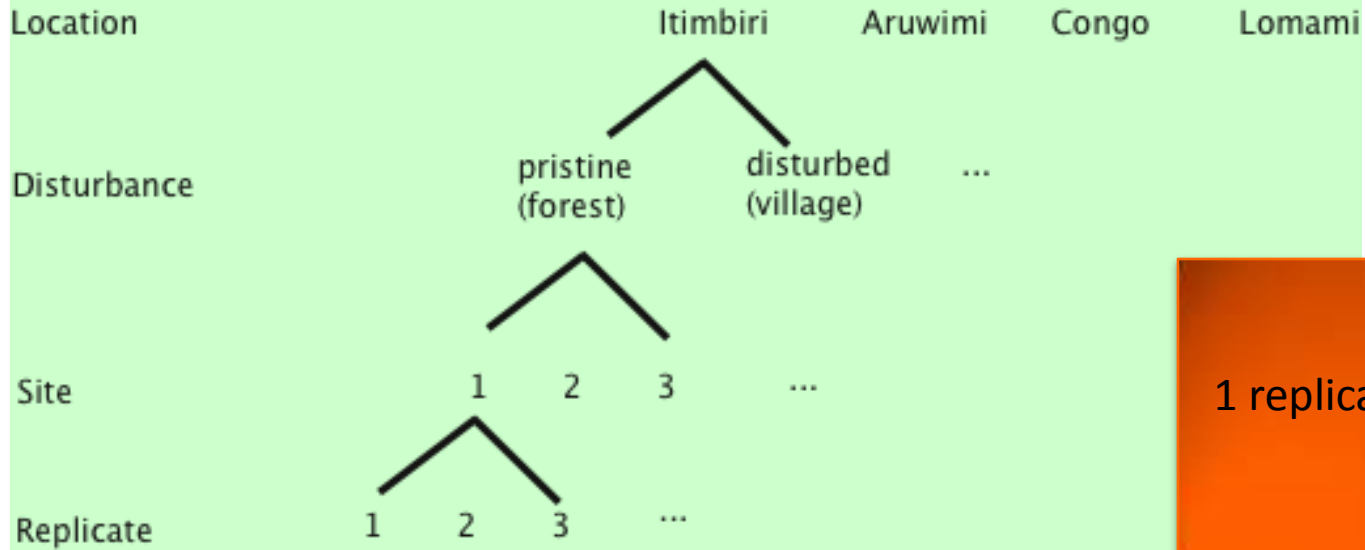 Location Itimbiri Aruwimi Congo Lomami
Disturbance pristine (forest) disturbed (village) ...
Site 1 2 3 ...
1
Replicate 1 2 3 ...